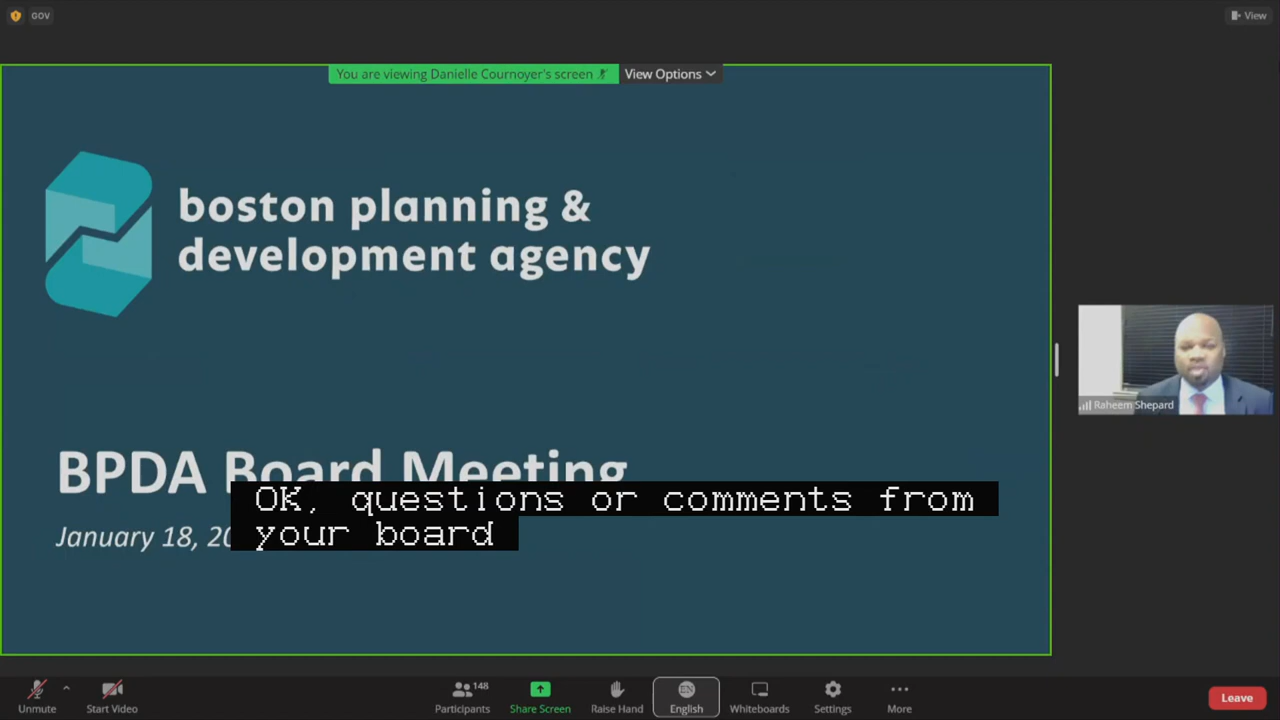 GOV
View
You are viewing Danielle Cournoyer's screen
View Options
boston planning &
development agency
Raheem Shepard
BPDA Board Meeting
OK, questions or comments from
your board
January 18, 20
Unmute
Start Video
148
Participants
Share Screen
Raise Hand
EN
English
Whiteboards
Settings
More
Leave